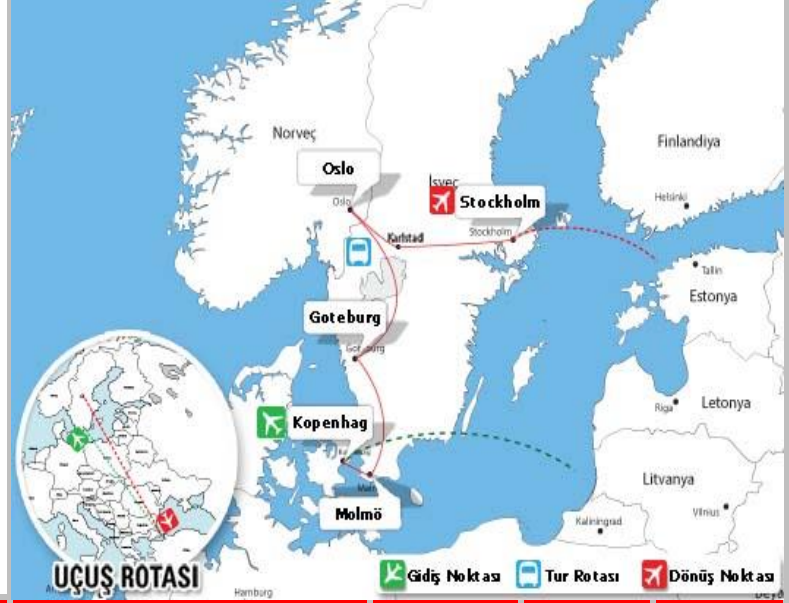 Norveç
Finlandiya
Oslo
İsveç
Stockholm
Helsinki
Oslo
Stockholm
Karlstad
Tallin
Estonya
Goteburg
Riga
Letonya
Kopenhag
Litvanya
Molmö
Kaliningrad
Vilnius
UÇUŞ ROTASI
Gidiş Noktası
Tur Rotası
Dönüş Noktası
Hamburg